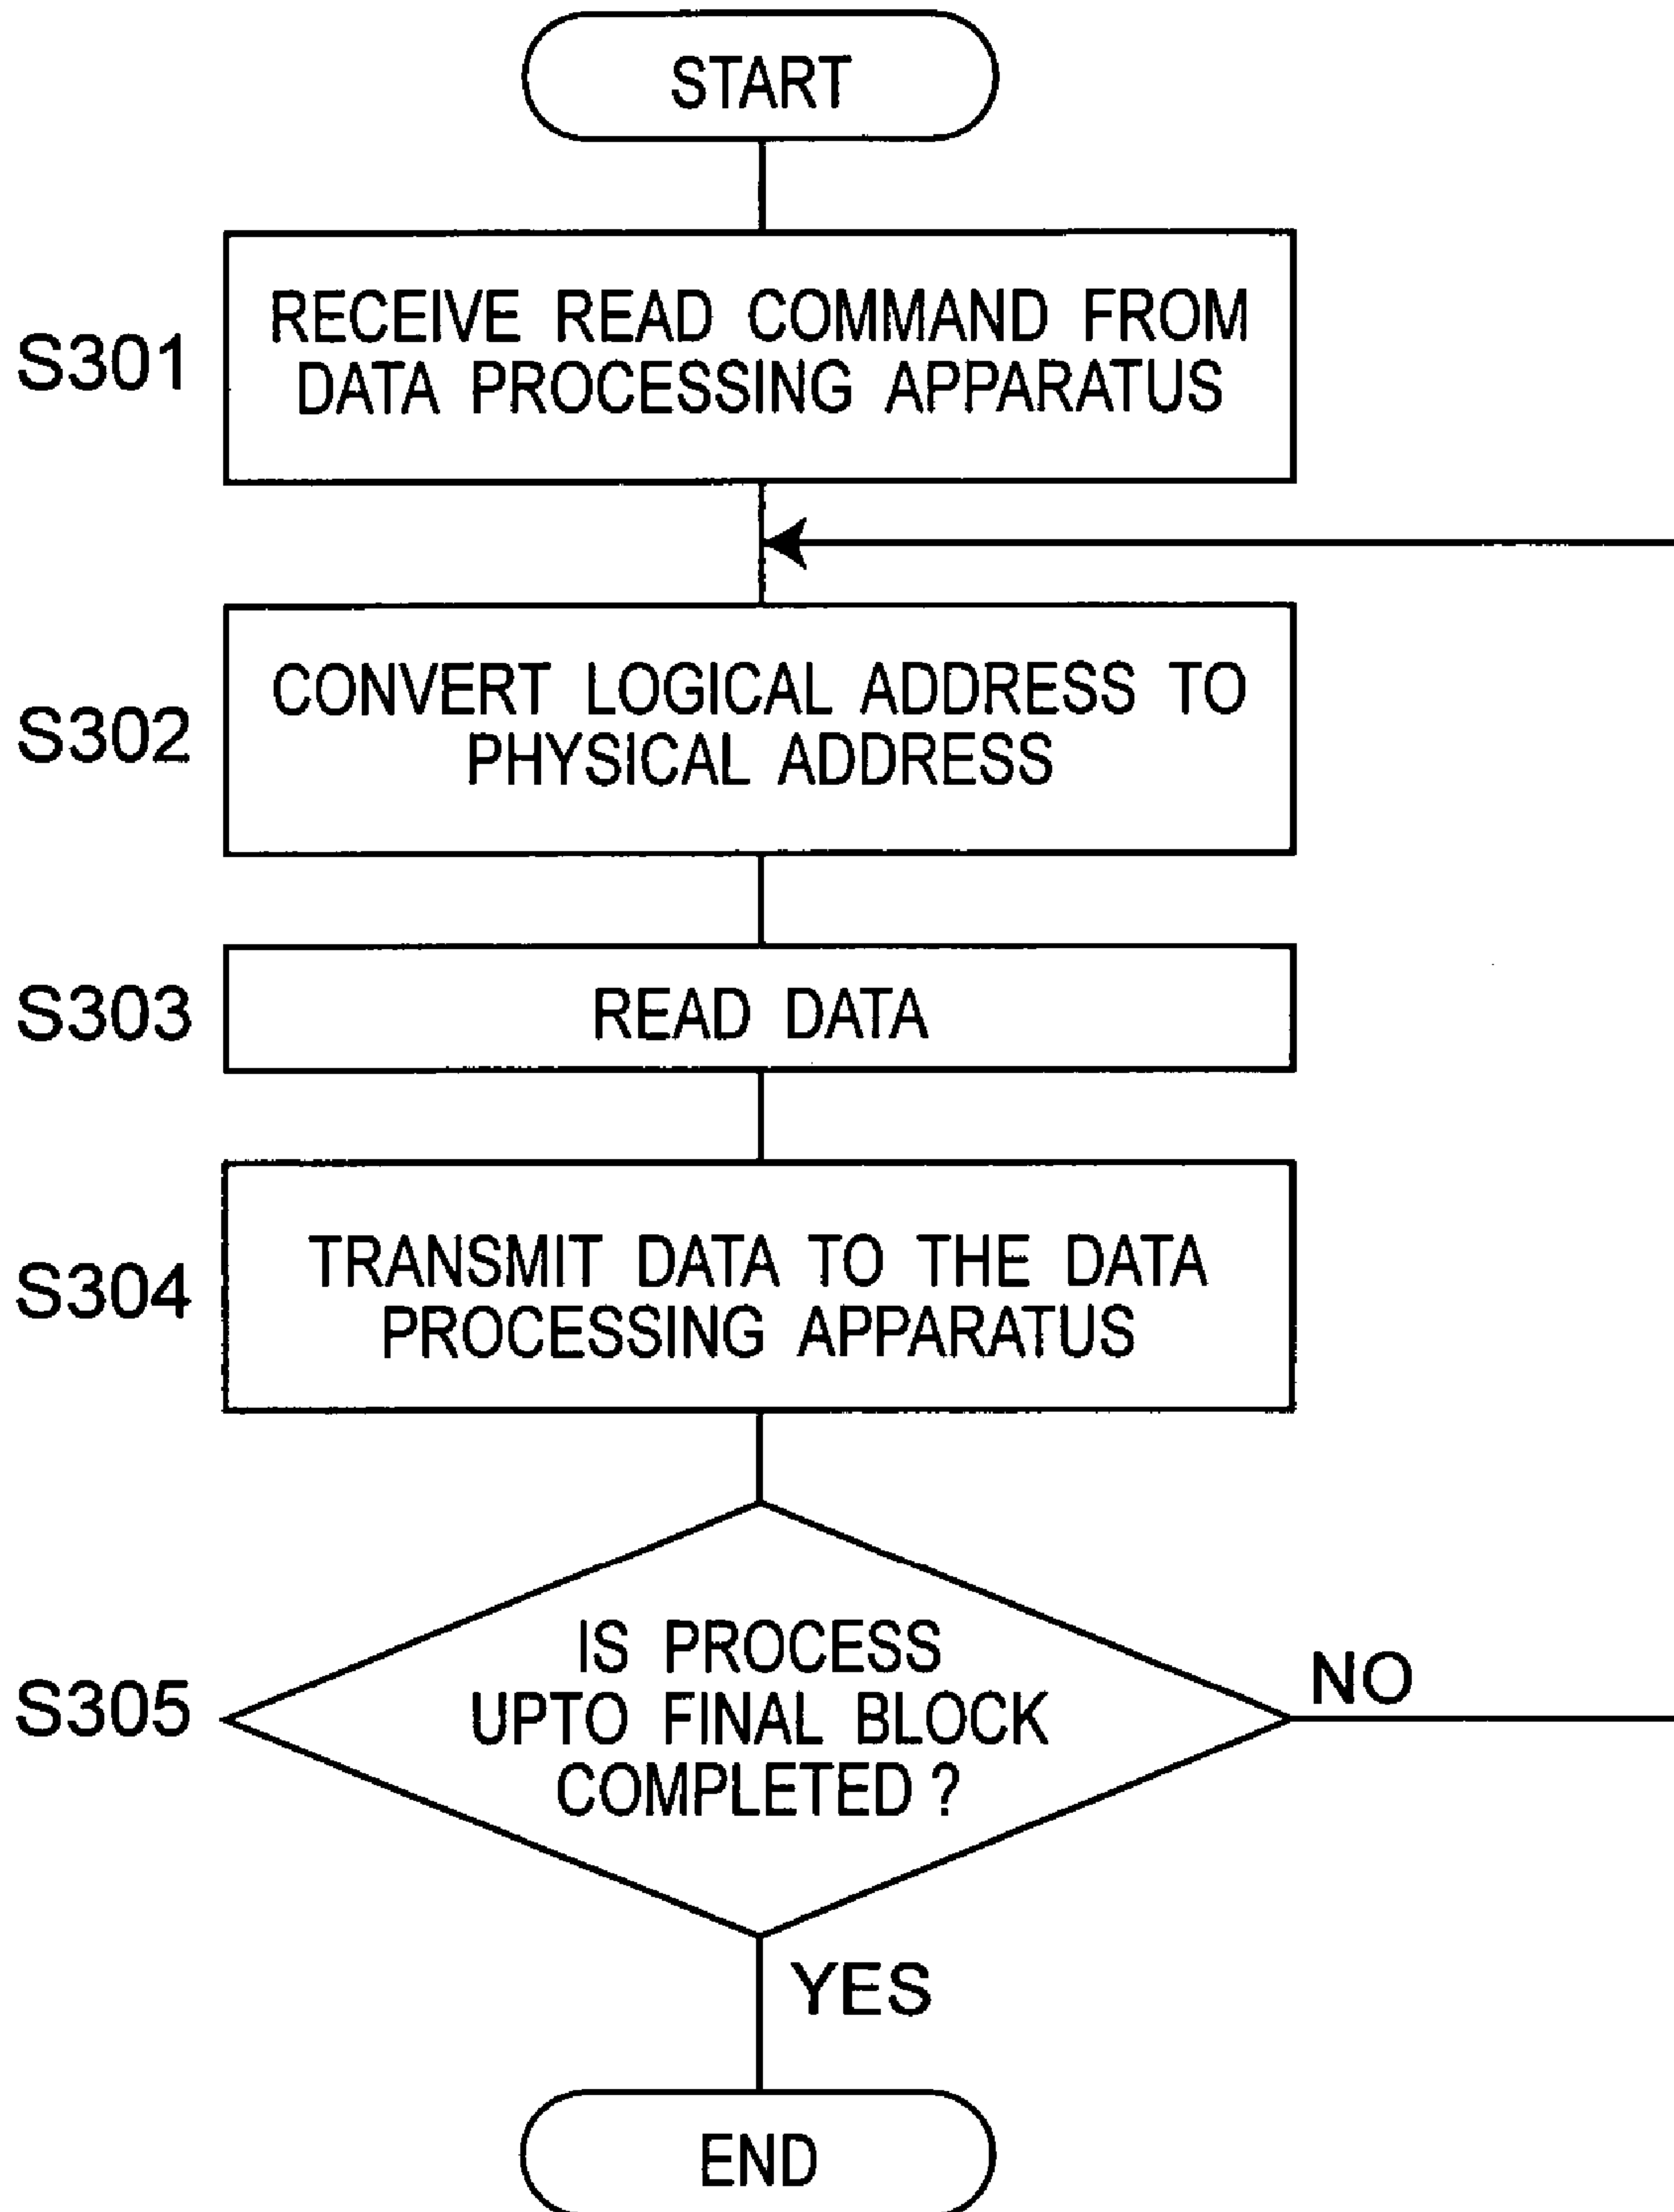 START
S301
RECEIVE READ COMMAND FROM
DATA PROCESSING APPARATUS
S302
CONVERT LOGICAL ADDRESS TO
PHYSICAL ADDRESS
S303
READ DATA
S304
TRANSMIT DATA TO THE DATA
PROCESSING APPARATUS
S305
IS PROCESS
UPTO FINAL BLOCK
COMPLETED ?
NO
YES
END